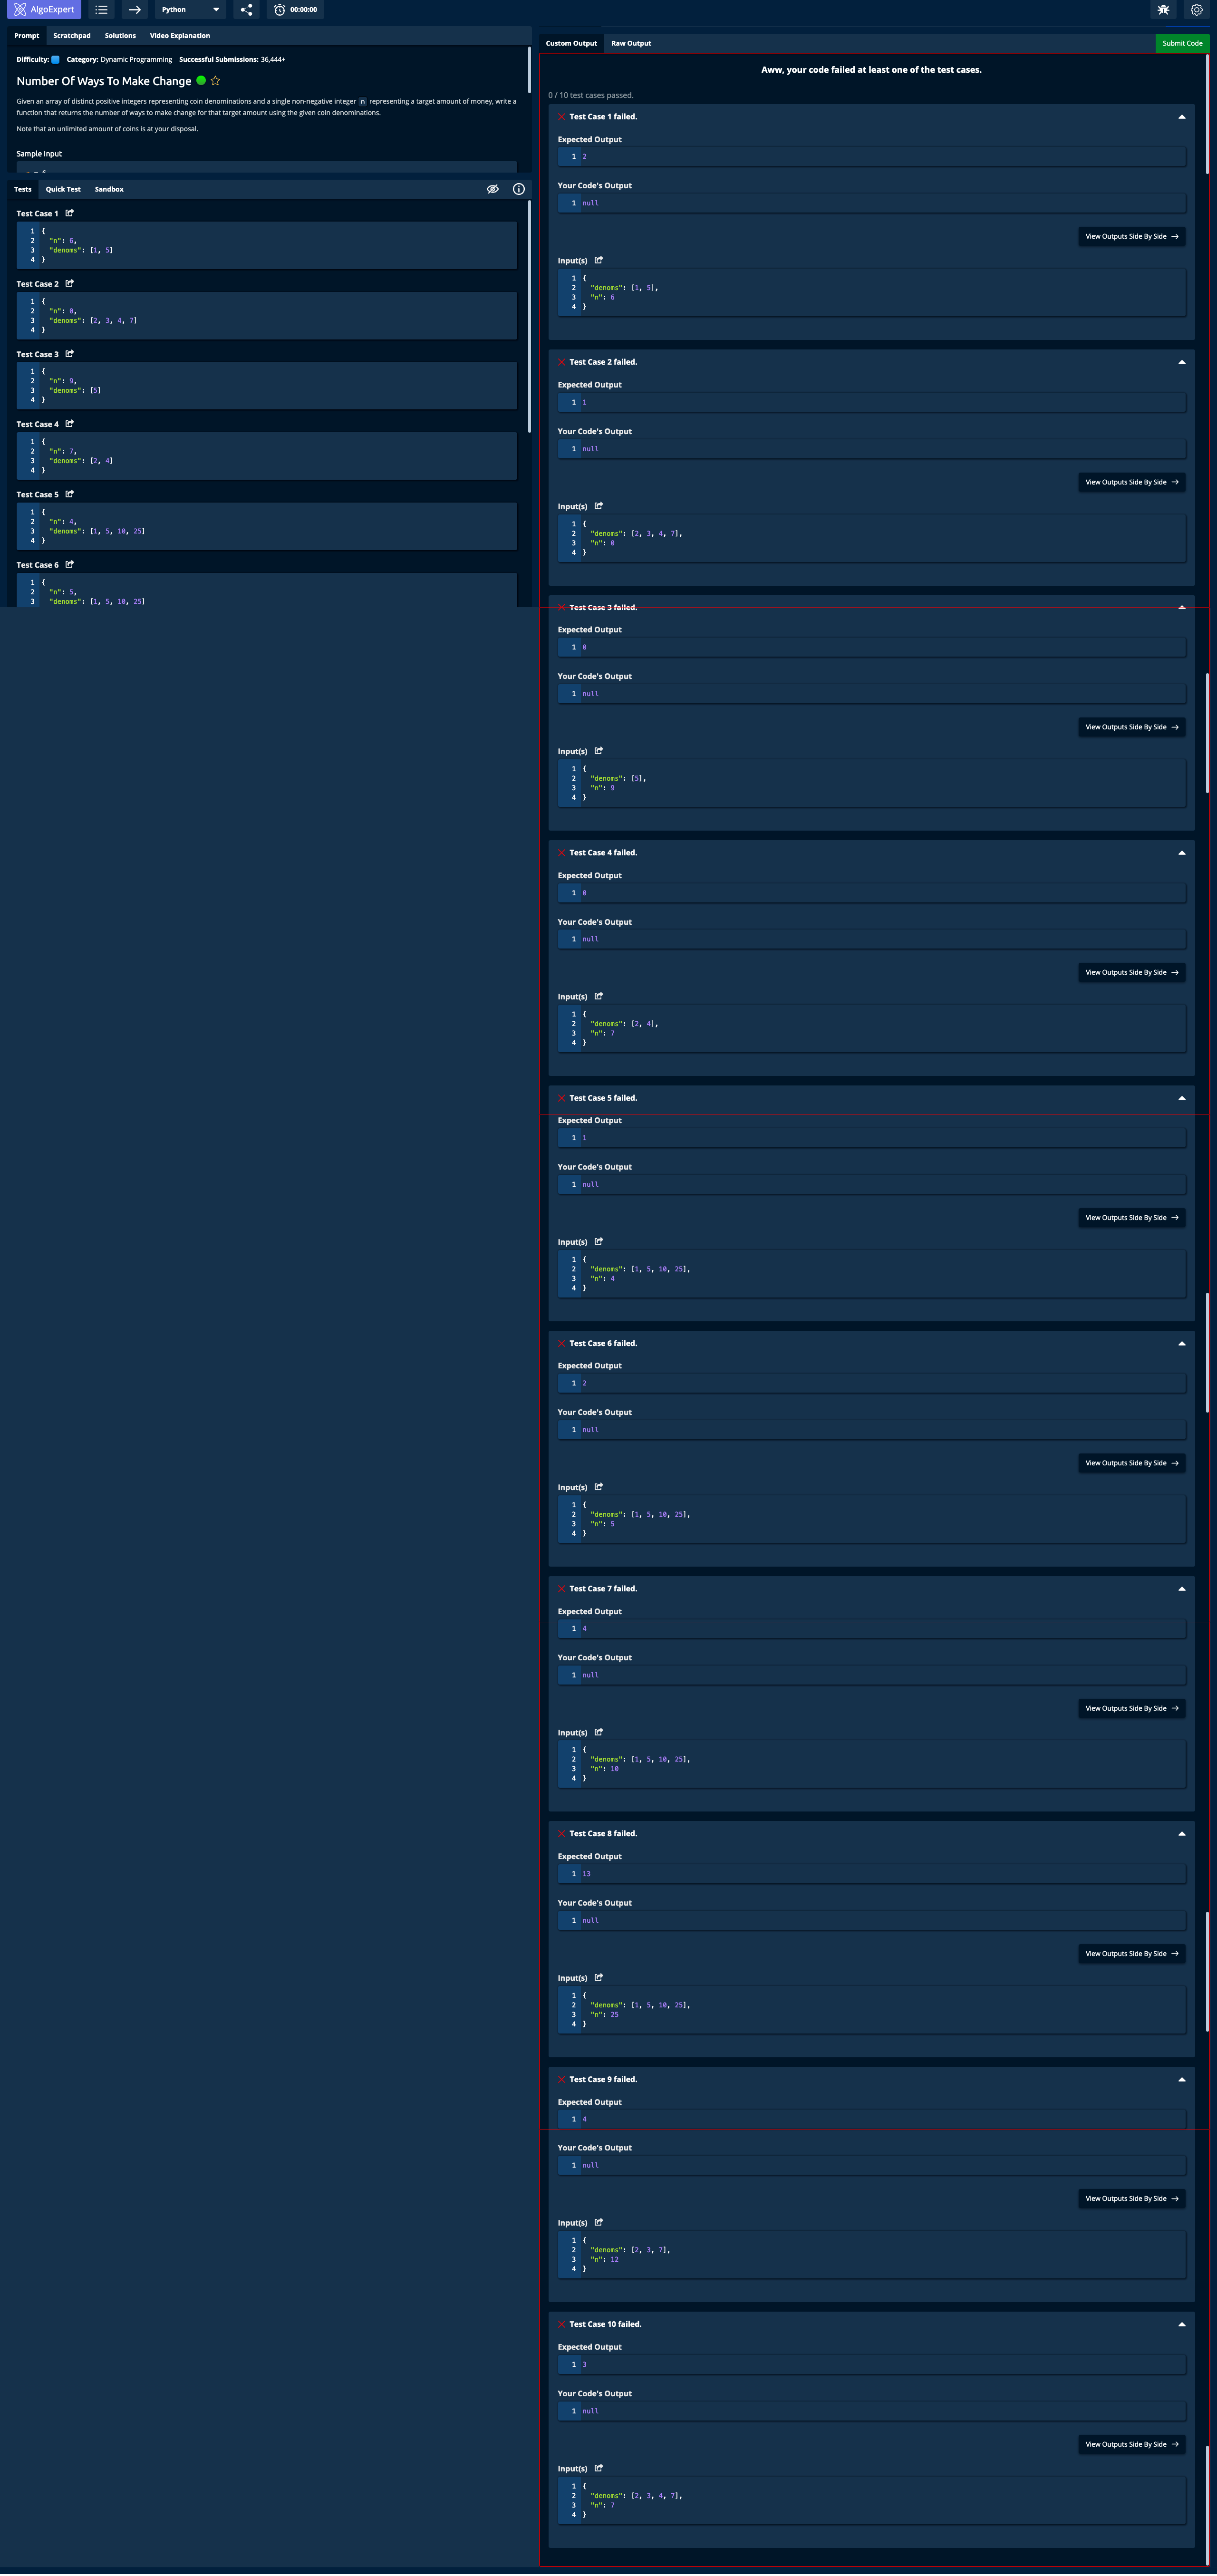 AlgoExpert
Python
00:00:00
Prompt Scratchpad Solutions Video Explanation
Difficulty: Category: Dynamic Programming Successful Submissions: 36,444+
Number Of Ways To Make Change
Given an array of distinct positive integers representing coin denominations and a single non-negative integer n representing a target amount of money, write a
function that returns the number of ways to make change for that target amount using the given coin denominations.
Note that an unlimited amount of coins is at your disposal.
Sample Input
Tests Quick Test Sandbox
Test Case 1
1 {
2 "n": 6,
3 "denoms": [1, 5]
4 }
Test Case 2
1 {
2 "n": 0,
3 "denoms": [2, 3, 4, 7]
4 }
Test Case 3
1 {
2 "n": 9,
3 "denoms": [5]
4 }
Test Case 4
1 {
2 "n": 7,
3 "denoms": [2, 4]
4 }
Test Case 5
1 {
2 "n": 4,
3 "denoms": [1, 5, 10, 25]
4 }
Test Case 6
1 {
2 "n": 5,
3 "denoms": [1, 5, 10, 25]
Custom Output Raw Output
Submit Code
Aww, your code failed at least one of the test cases.
0 / 10 test cases passed.
Test Case 1 failed.
Expected Output
1 2
Your Code's Output
1 null
View Outputs Side By Side
Input(s)
1 {
2 "denoms": [1, 5],
3 "n": 6
4 }
Test Case 2 failed.
Expected Output
1 1
Your Code's Output
1 null
View Outputs Side By Side
Input(s)
1 {
2 "denoms": [2, 3, 4, 7],
3 "n": 0
4 }
Test Case 3 failed.
Expected Output
1 0
Your Code's Output
1 null
View Outputs Side By Side
Input(s)
1 {
2 "denoms": [5],
3 "n": 9
4 }
Test Case 4 failed.
Expected Output
1 0
Your Code's Output
1 null
View Outputs Side By Side
Input(s)
1 {
2 "denoms": [2, 4],
3 "n": 7
4 }
Test Case 5 failed.
Expected Output
1 1
Your Code's Output
1 null
View Outputs Side By Side
Input(s)
1 {
2 "denoms": [1, 5, 10, 25],
3 "n": 4
4 }
Test Case 6 failed.
Expected Output
1 2
Your Code's Output
1 null
View Outputs Side By Side
Input(s)
1 {
2 "denoms": [1, 5, 10, 25],
3 "n": 5
4 }
Test Case 7 failed.
Expected Output
1 4
Your Code's Output
1 null
View Outputs Side By Side
Input(s)
1 {
2 "denoms": [1, 5, 10, 25],
3 "n": 10
4 }
Test Case 8 failed.
Expected Output
1 13
Your Code's Output
1 null
View Outputs Side By Side
Input(s)
1 {
2 "denoms": [1, 5, 10, 25],
3 "n": 25
4 }
Test Case 9 failed.
Expected Output
1 4
Your Code's Output
1 null
View Outputs Side By Side
Input(s)
1 {
2 "denoms": [2, 3, 7],
3 "n": 12
4 }
Test Case 10 failed.
Expected Output
1 3
Your Code's Output
1 null
View Outputs Side By Side
Input(s)
1 {
2 "denoms": [2, 3, 4, 7],
3 "n": 7
4 }